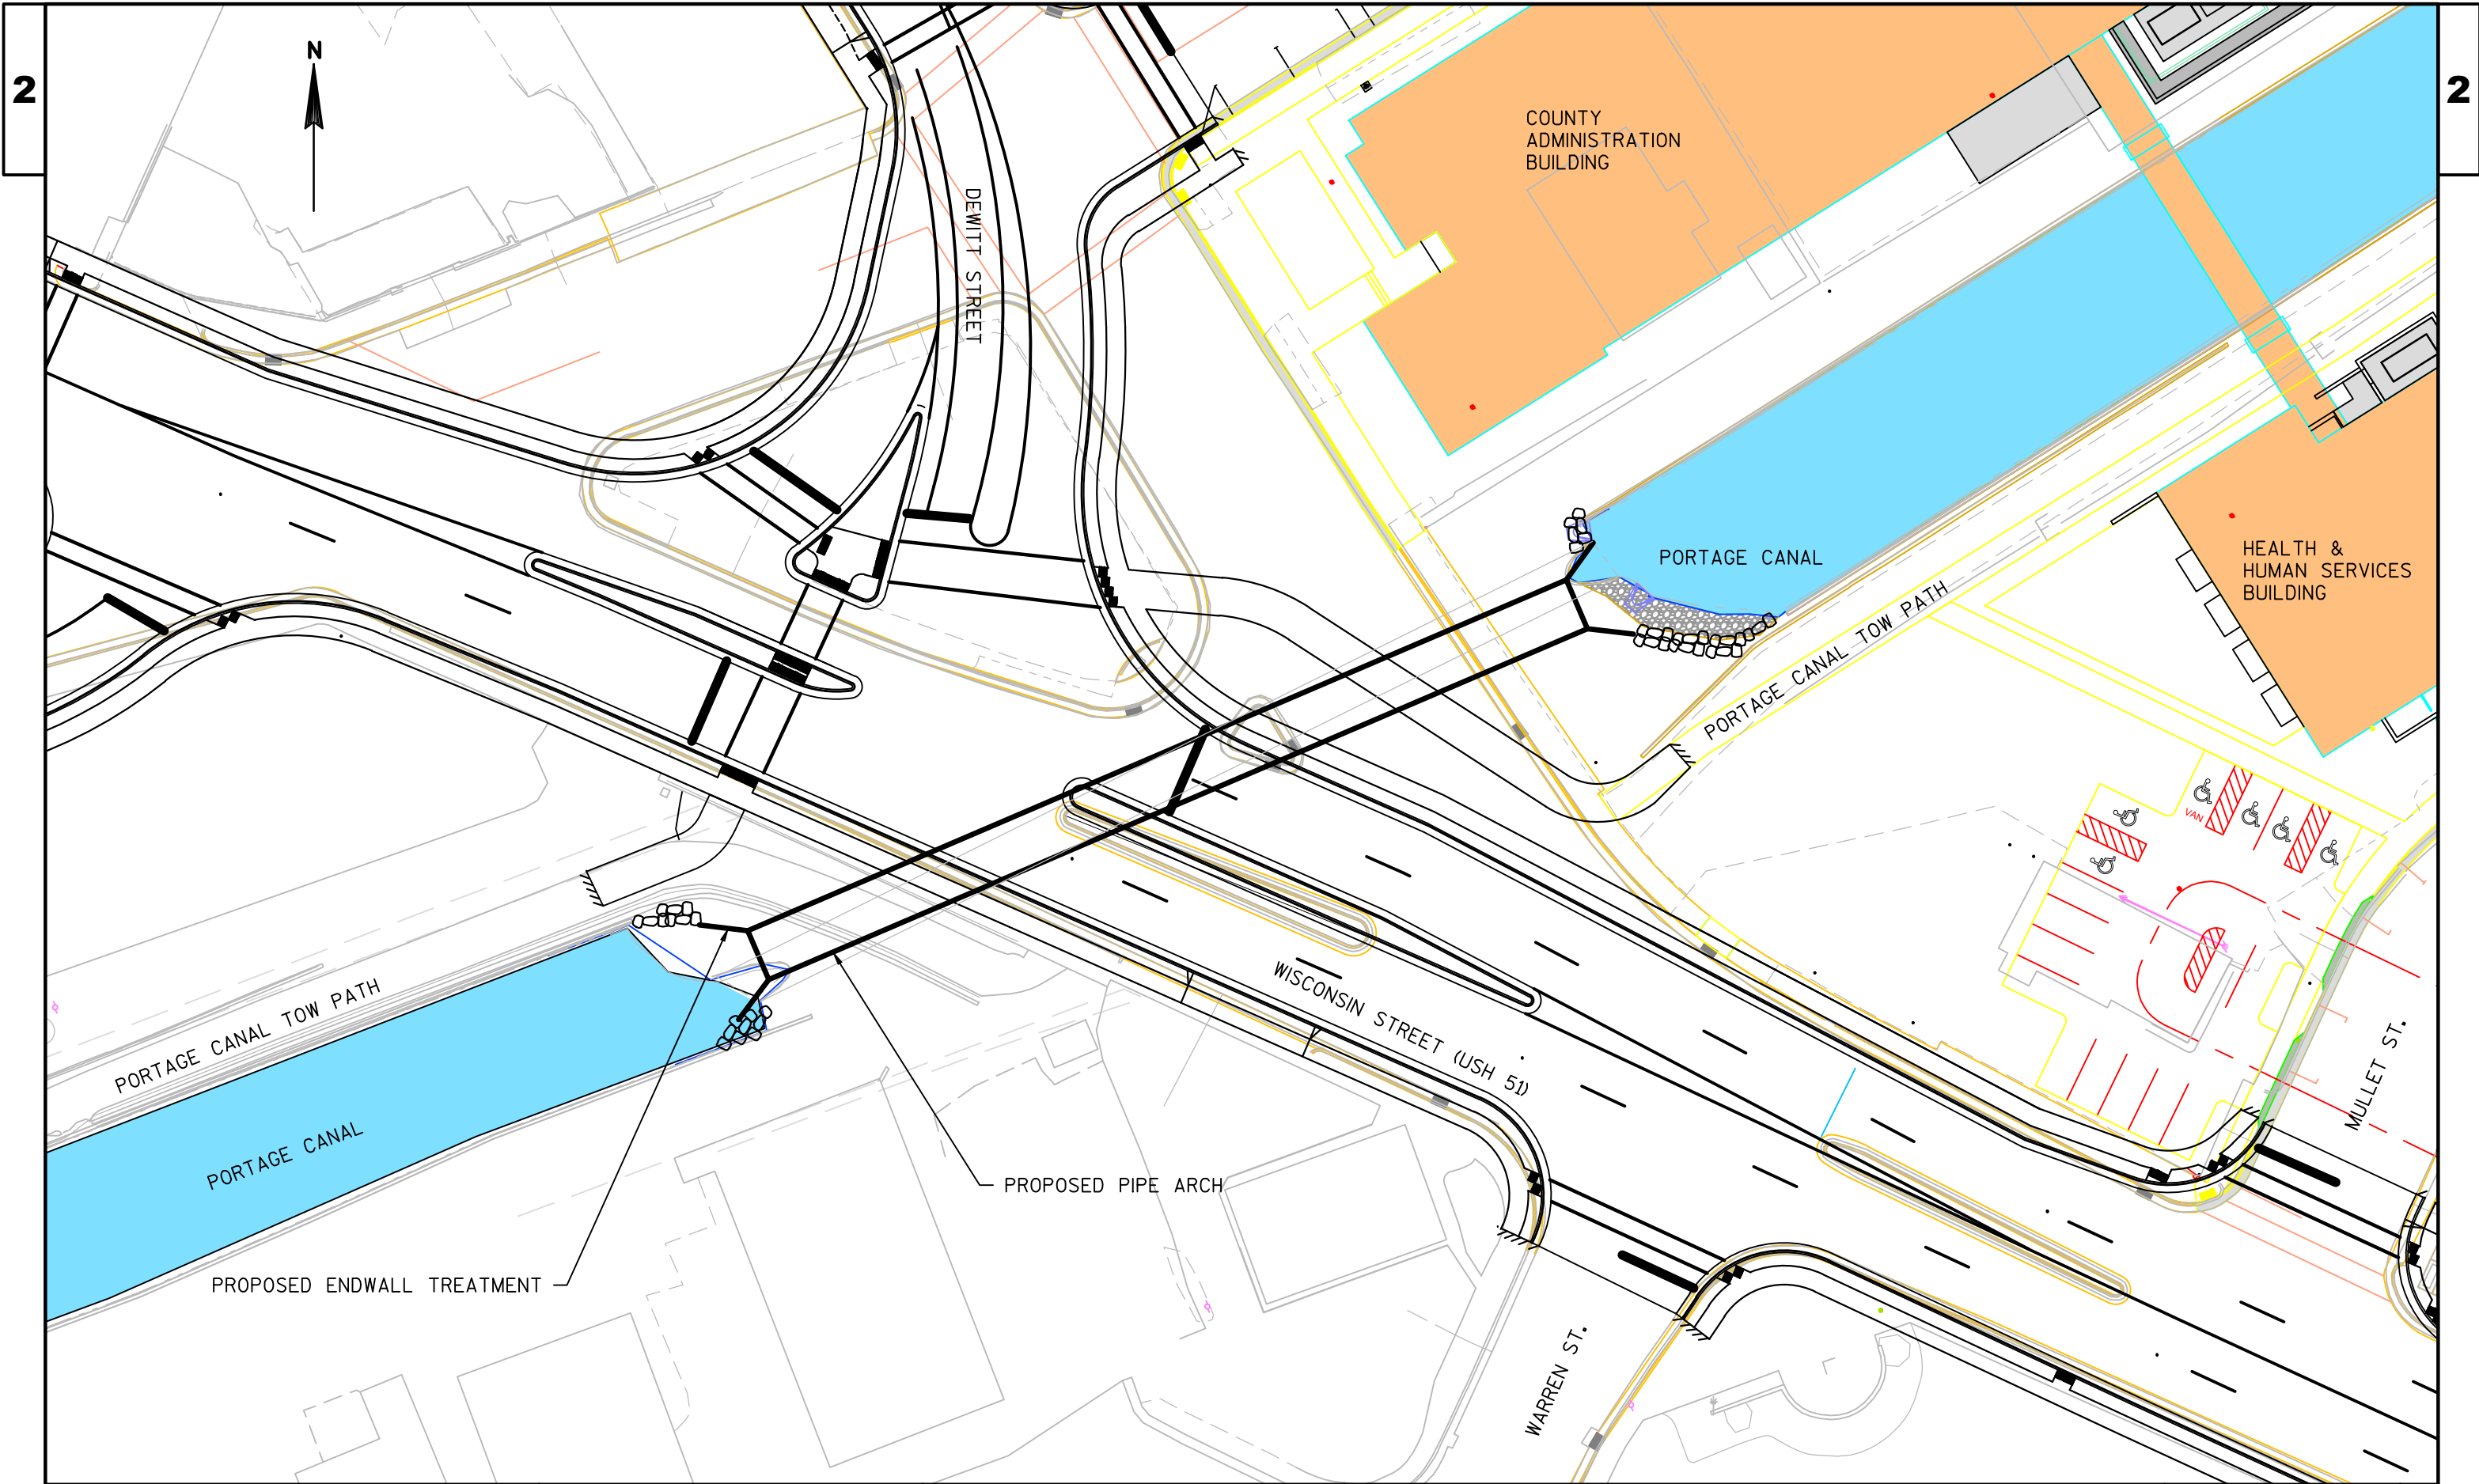 2
2
N
COUNTY
ADMINISTRATION
BUILDING
DEWITT STREET
PORTAGE CANAL
HEALTH &
HUMAN SERVICES
BUILDING
PORTAGE CANAL TOW PATH
VAN
PORTAGE CANAL TOW PATH
WISCONSIN STREET (USH 51)
MULLET ST.
PORTAGE CANAL
PROPOSED PIPE ARCH
PROPOSED ENDWALL TREATMENT
WARREN ST.